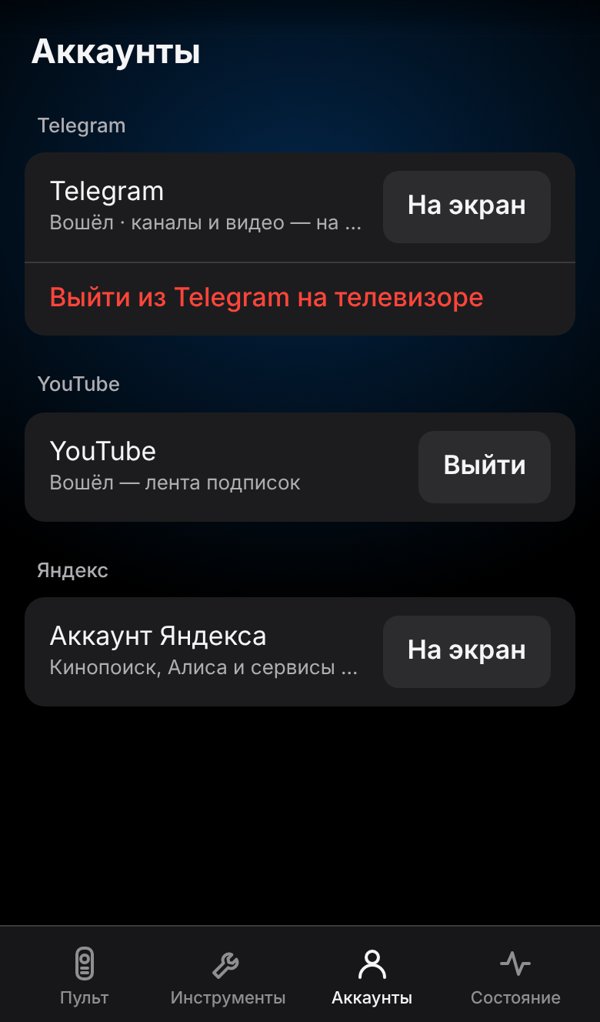 Аккаунты
Telegram
Telegram
Вошёл · каналы и видео — на ...
На экран
Выйти из Telegram на телевизоре
YouTube
YouTube
Вошёл — лента подписок
Выйти
Яндекс
Аккаунт Яндекса
Кинопоиск, Алиса и сервисы ...
На экран
Пульт
Инструменты
Аккаунты
Состояние